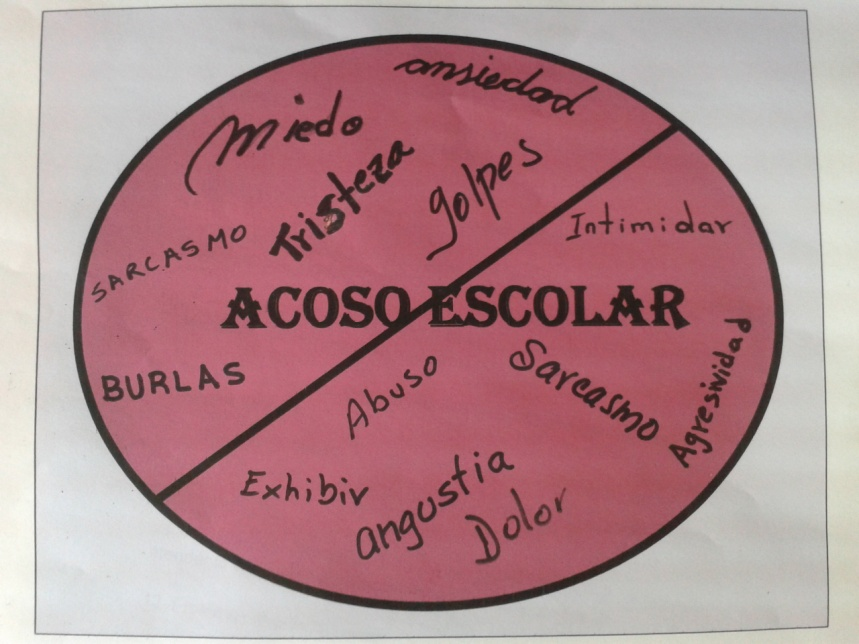 ansiedad
Miedo
Tristeza
golpes
SARCASMO
Intimidar
ACOSO ESCOLAR
BURLAS
Abuso
Sarcasmo
Agresividad
Exhibir
angustia
Dolor